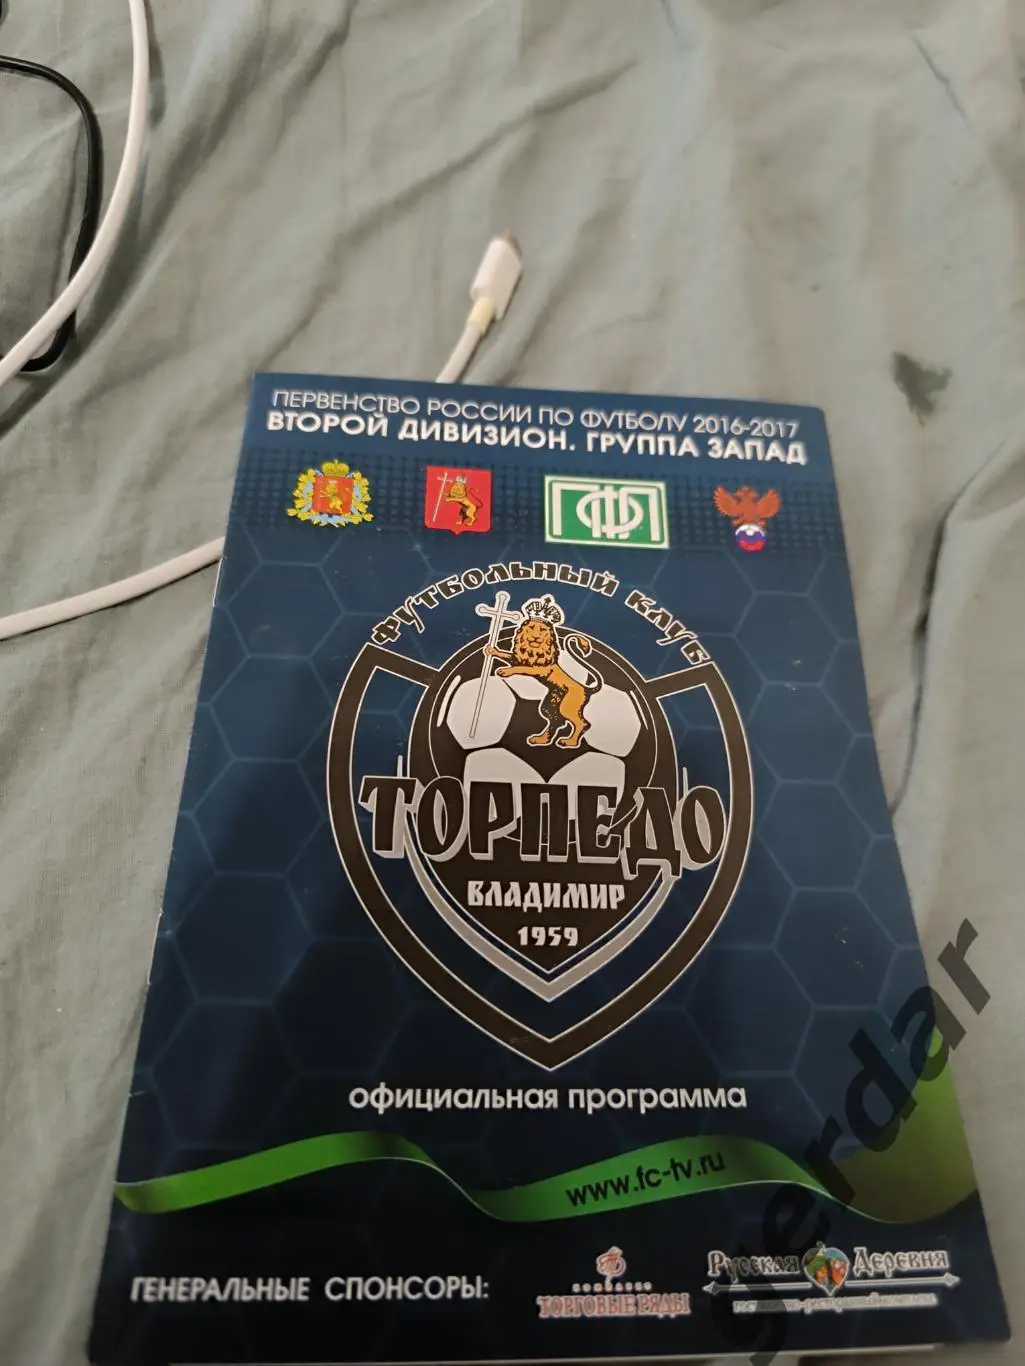 ПЕРВЕНСТВО РОССИИ ПО ФУТБОЛУ 2016-2017
ВТОРОЙ ДИВИЗИОН. ГРУППА ЗАПАД
ПФЛ
ФУТБОЛЬНЫЙ КЛУБ
ТОРПЕДО
ВЛАДИМИР
1959
официальная программа
www.fc-tv.ru
ГЕНЕРАЛЬНЫЕ СПОНСОРЫ:
ТОРГОВЫЕ РЯДЫ
Русская Деревня
serdar